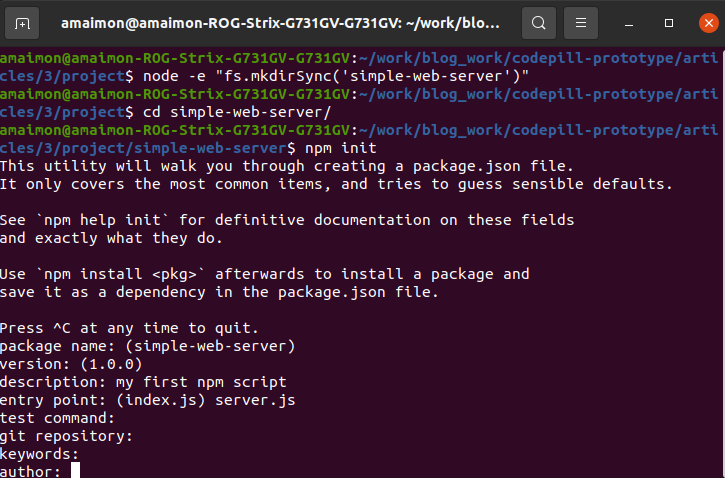 amaimon@amaimon-ROG-Strix-G731GV-G731GV: ~/work/blo...
amaimon@amaimon-ROG-Strix-G731GV-G731GV:~/work/blog_work/codepill-prototype/arti
cles/3/project$ node -e "fs.mkdirSync('simple-web-server')"
amaimon@amaimon-ROG-Strix-G731GV-G731GV:~/work/blog_work/codepill-prototype/arti
cles/3/project$ cd simple-web-server/
amaimon@amaimon-ROG-Strix-G731GV-G731GV:~/work/blog_work/codepill-prototype/arti
cles/3/project/simple-web-server$ npm init
This utility will walk you through creating a package.json file.
It only covers the most common items, and tries to guess sensible defaults.
See `npm help init` for definitive documentation on these fields
and exactly what they do.
Use `npm install <pkg>` afterwards to install a package and
save it as a dependency in the package.json file.
Press ^C at any time to quit.
package name: (simple-web-server)
version: (1.0.0)
description: my first npm script
entry point: (index.js) server.js
test command:
git repository:
keywords:
author: